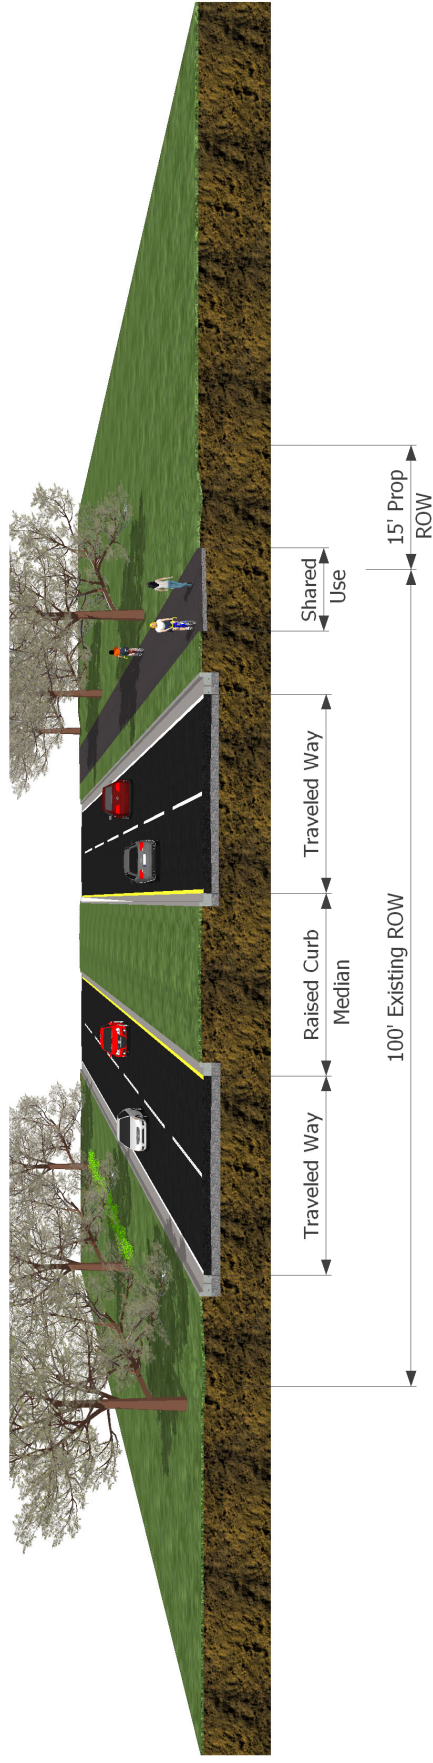 Traveled Way
Raised Curb
Median
Traveled Way
Shared
Use
100' Existing ROW
15' Prop
ROW